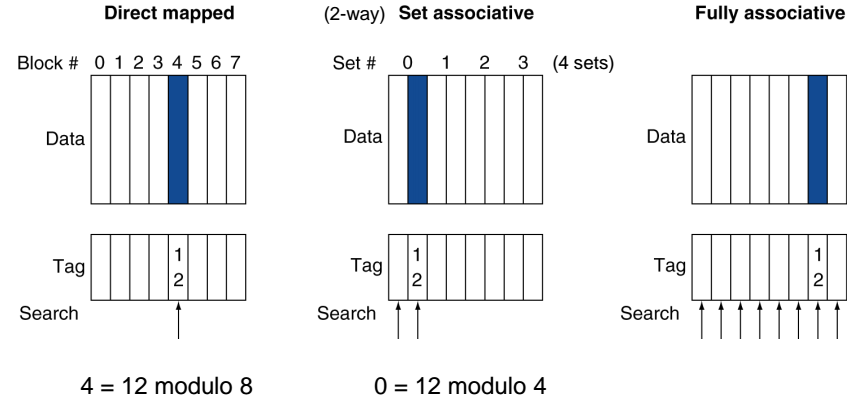 Direct mapped
(2-way) Set associative
Fully associative
Block # 0 1 2 3 4 5 6 7
Set # 0 1 2 3 (4 sets)
Data
Data
Data
Tag
1
2
Tag
1
2
Tag
1
2
Search
Search
Search
4 = 12 modulo 8
0 = 12 modulo 4